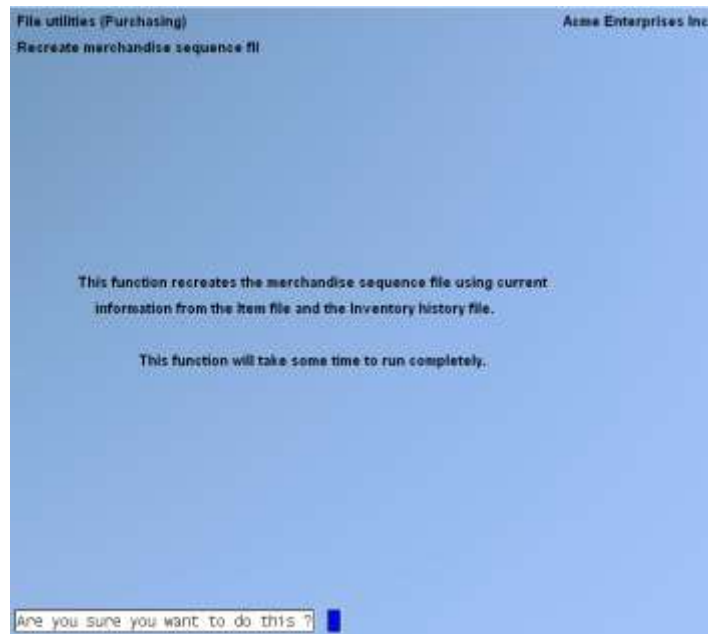 File utilities (Purchasing)
Acme Enterprises Inc
Recreate merchandise sequence fil
This function recreates the merchandise sequence file using current
information from the Item file and the Inventory history file.
This function will take some time to run completely.
Are you sure you want to do this ?